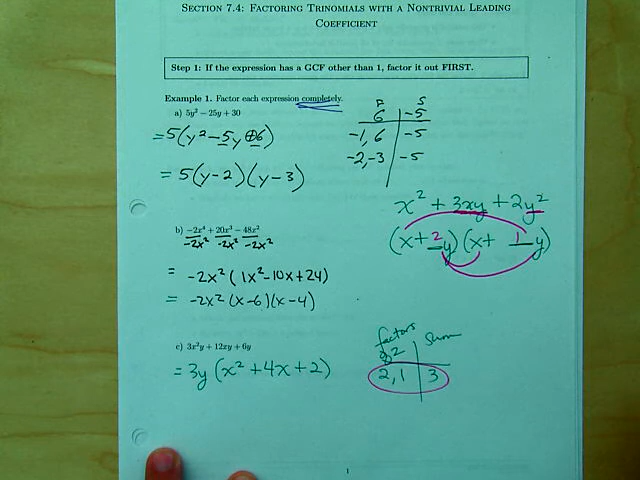 SECTION 7.4: FACTORING TRINOMIALS WITH A NONTRIVIAL LEADING
COEFFICIENT
Step 1: If the expression has a GCF other than 1, factor it out FIRST.
Example 1. Factor each expression completely.
a) 5y² − 25y + 30
= 5(y² − 5y + 6)
= 5(y−2)(y−3)
F S
6 −5
−1, 6 −5
−2, −3 −5
x² + 3xy + 2y²
(x + 2y)(x + 1y)
b) −2x⁴ + 20x³ − 48x²
−2x² −2x² −2x²
= −2x² (1x² − 10x + 24)
= −2x² (x−6)(x−4)
c) 3x²y + 12xy + 6y
= 3y (x² + 4x + 2)
factors of 2 Sum
2, 1 3
1